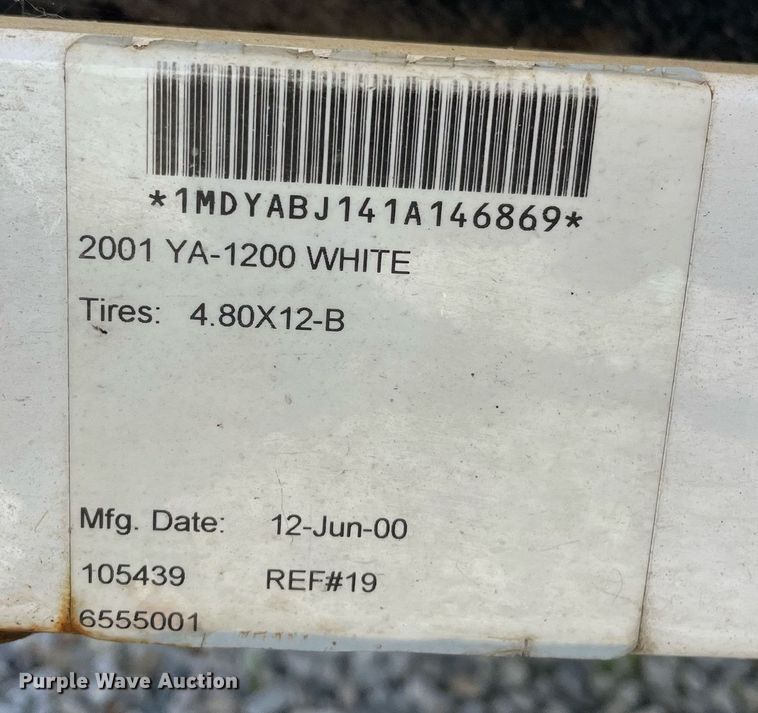 *1MDYABJ141A146869*
2001 YA-1200 WHITE
Tires: 4.80X12-B
Mfg. Date: 12-Jun-00
105439 REF#19
6555001
Purple Wave Auction